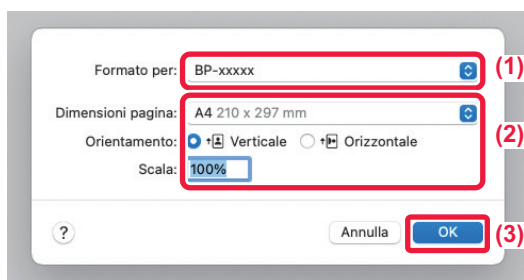 Formato per: BP-xxxxx (1)
Dimensioni pagina: A4 210 x 297 mm
Orientamento: Verticale Orizzontale (2)
Scala: 100%
? Annulla OK (3)